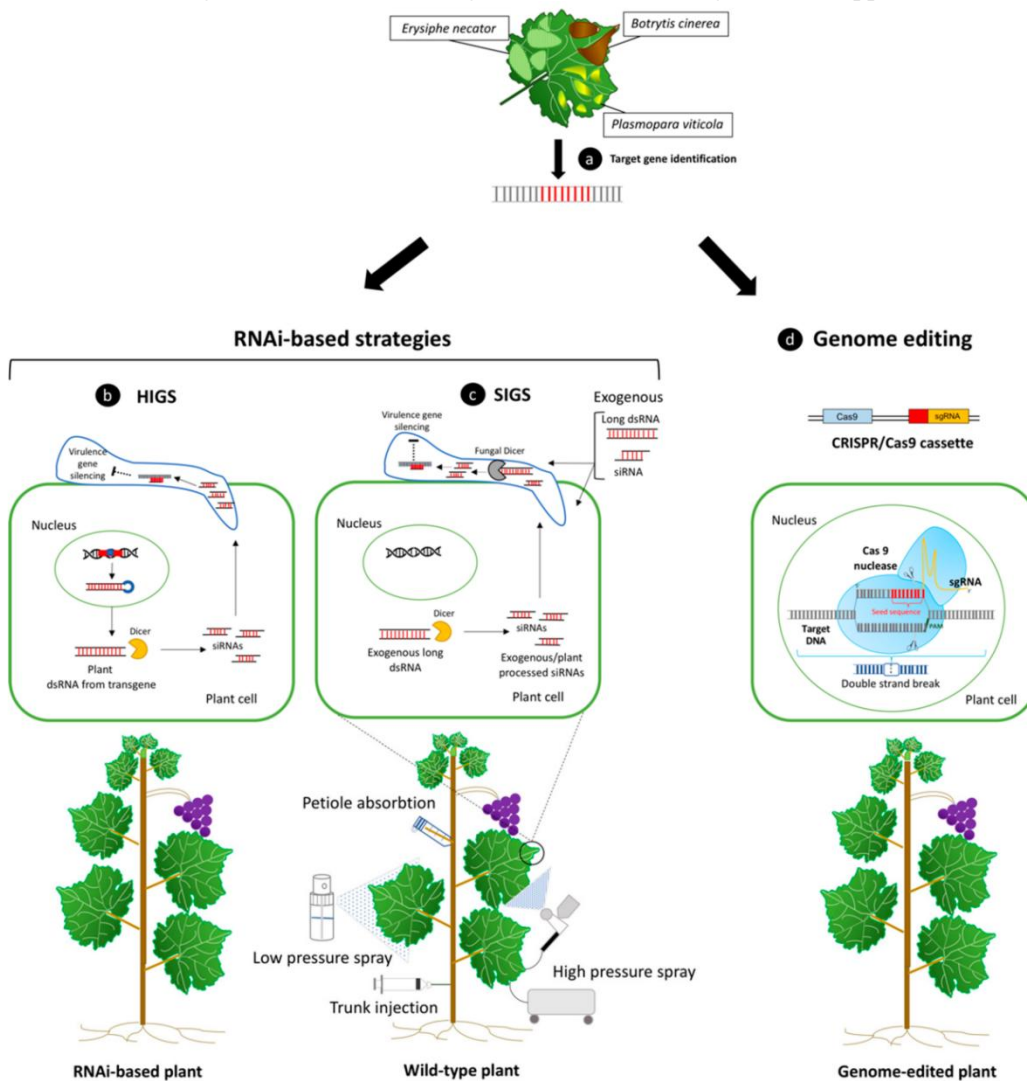 Erysiphe necator
Botrytis cinerea
Plasmopara viticola
a Target gene identification
RNAi-based strategies
d Genome editing
b HIGS
c SIGS
Exogenous
Long dsRNA
siRNA
Virulence
gene
silencing
Virulence gene
silencing
Fungal Dicer
Cas9
sgRNA
CRISPR/Cas9 cassette
Nucleus
Dicer
siRNAs
Plant
dsRNA from transgene
Plant cell
Nucleus
Dicer
siRNAs
Exogenous long
dsRNA
Exogenous/plant
processed siRNAs
Plant cell
Nucleus
Cas 9
nuclease
sgRNA
Seed sequence
PAM
Target
DNA
Double strand break
Plant cell
Petiole absorbtion
Low pressure spray
Trunk injection
High pressure spray
RNAi-based plant
Wild-type plant
Genome-edited plant